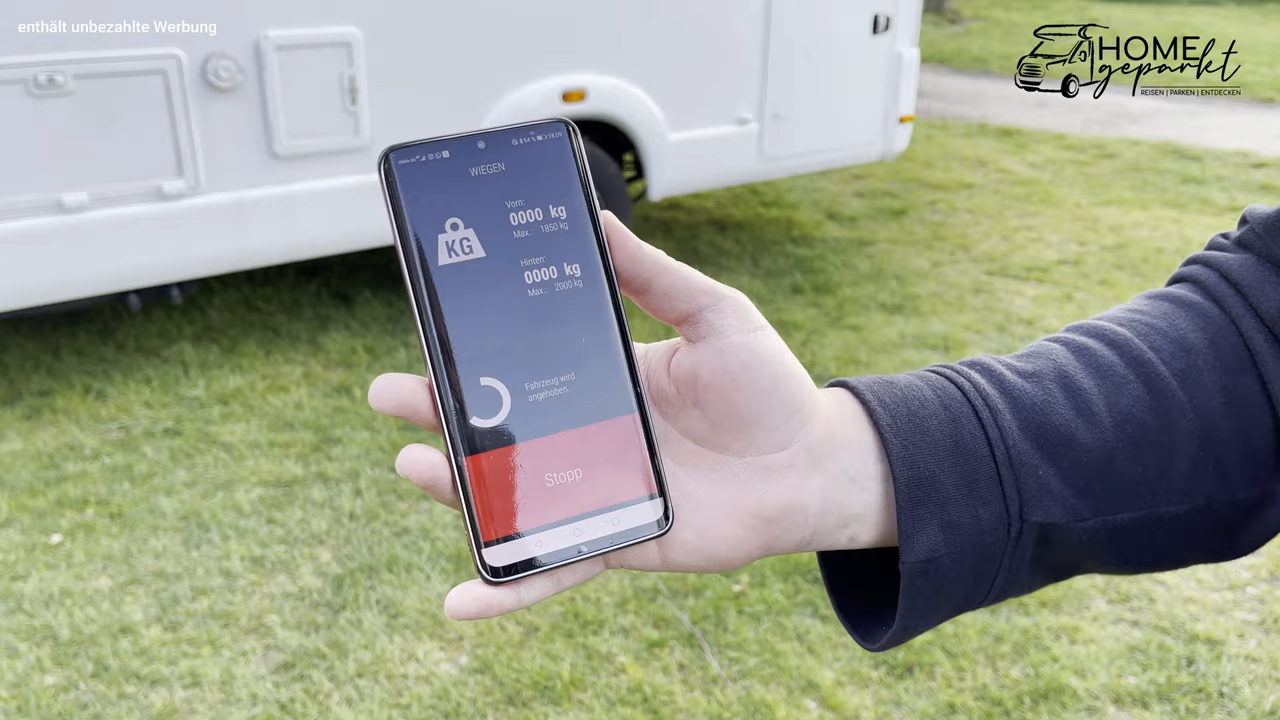 enthält unbezahlte Werbung
HOME
geparkt
REISEN | PARKEN | ENTDECKEN
WIEGEN
KG
Vorn:
0000 kg
Max.: 1850 kg
Hinten:
0000 kg
Max.: 2000 kg
Fahrzeug wird
angehoben.
Stopp